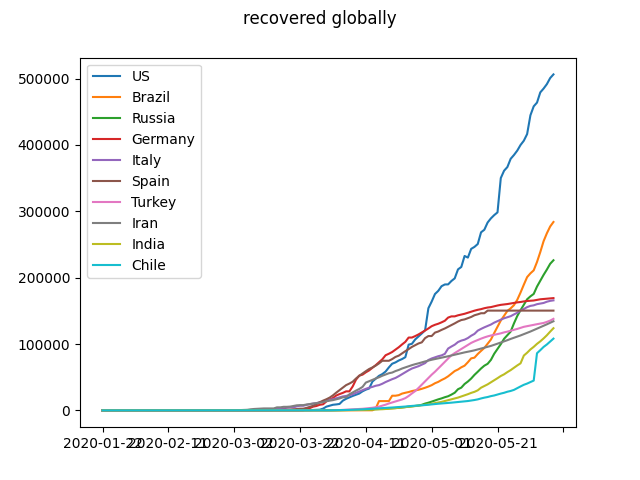 recovered globally
500000
400000
300000
200000
100000
0
US
Brazil
Russia
Germany
Italy
Spain
Turkey
Iran
India
Chile
2020-01-22 2020-02-11 2020-03-02 2020-03-22 2020-04-11 2020-05-01 2020-05-21